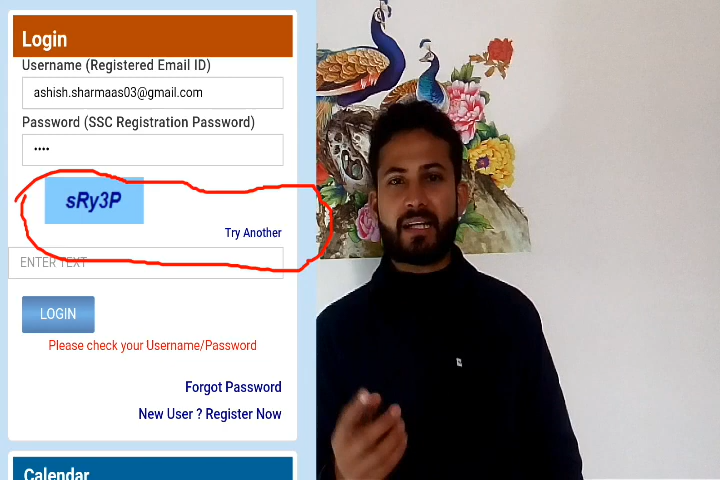 Login
Username (Registered Email ID)
ashish.sharmaas03@gmail.com
Password (SSC Registration Password)
••••
sRy3P
Try Another
ENTER TEXT
LOGIN
Please check your Username/Password
Forgot Password
New User ? Register Now
Calendar